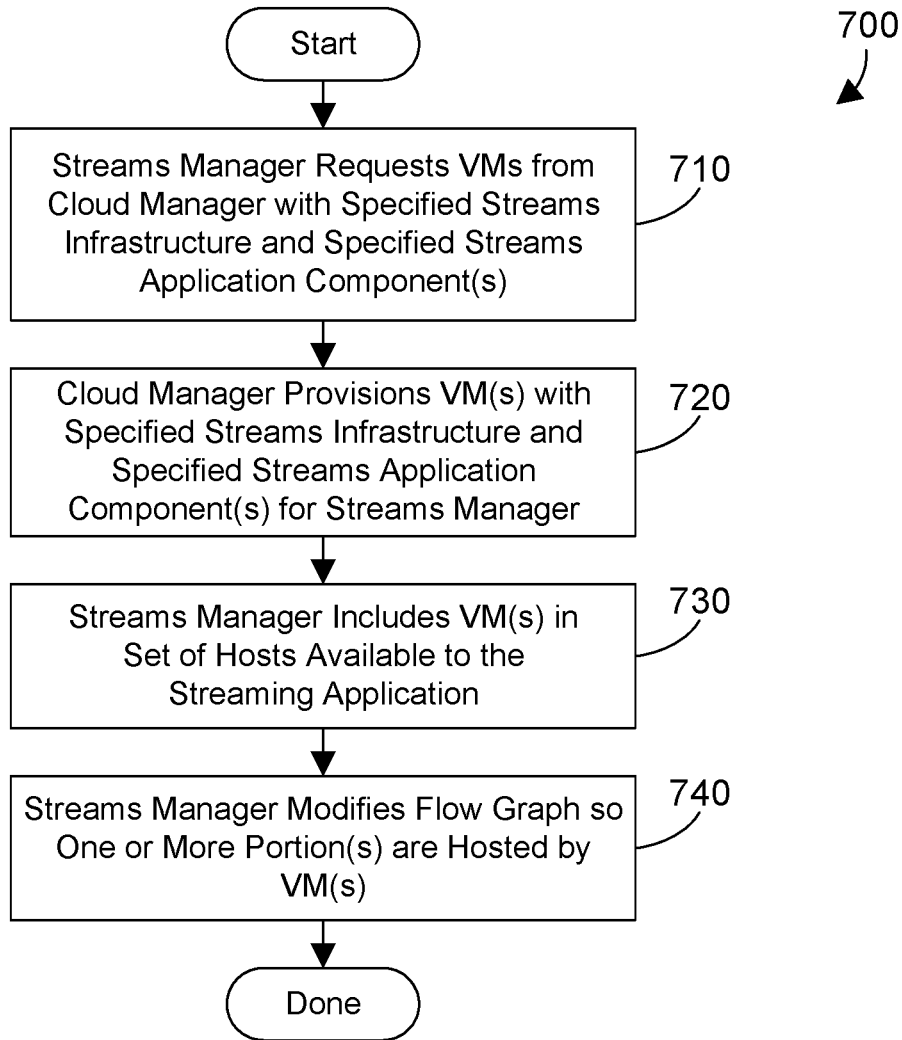 Start
700
Streams Manager Requests VMs from
Cloud Manager with Specified Streams
Infrastructure and Specified Streams
Application Component(s)
710
Cloud Manager Provisions VM(s) with
Specified Streams Infrastructure and
Specified Streams Application
Component(s) for Streams Manager
720
Streams Manager Includes VM(s) in
Set of Hosts Available to the
Streaming Application
730
Streams Manager Modifies Flow Graph so
One or More Portion(s) are Hosted by
VM(s)
740
Done